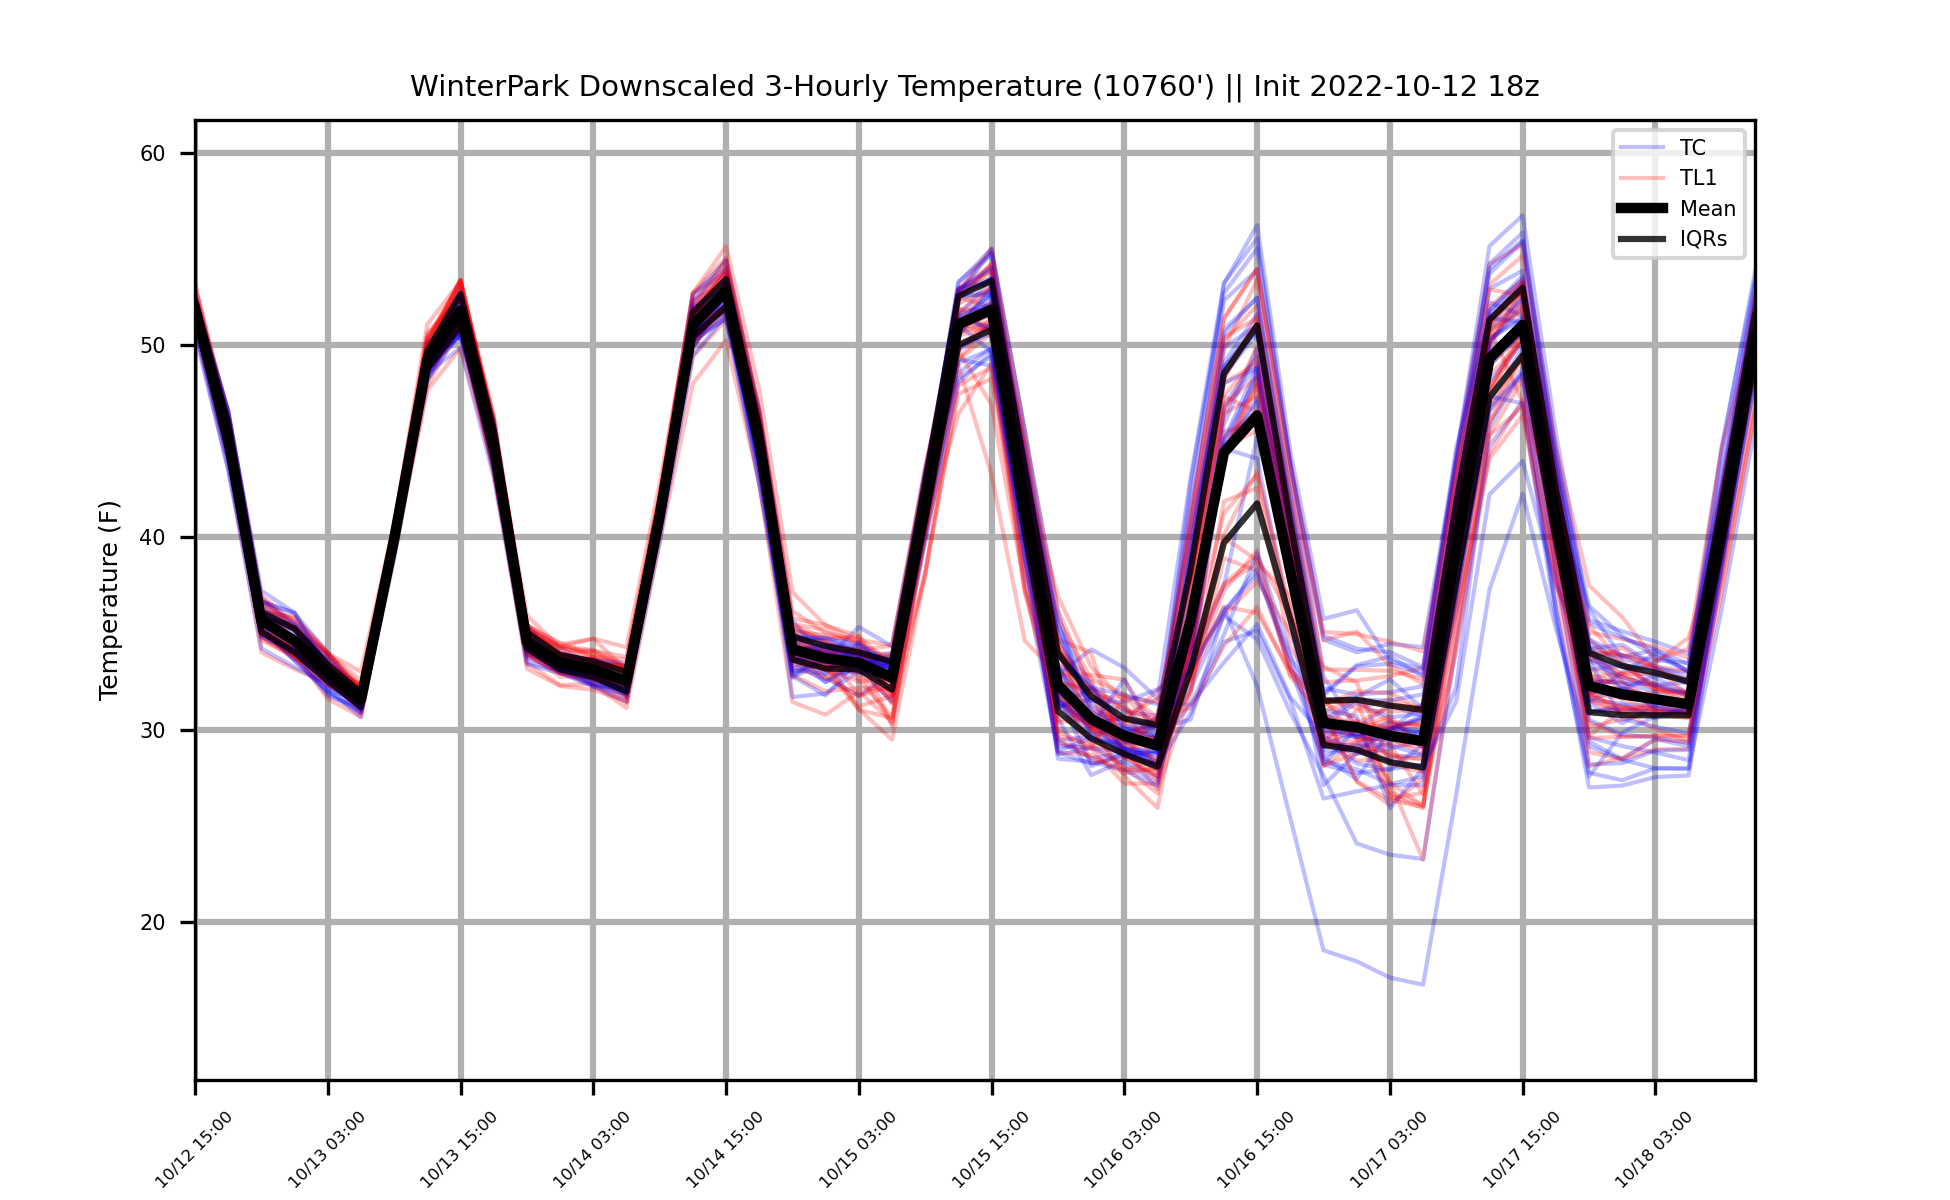 WinterPark Downscaled 3-Hourly Temperature (10760') || Init 2022-10-12 18z
TC
TL1
Mean
IQRs
Temperature (F)
60
50
40
30
20
10/12 15:00
10/13 03:00
10/13 15:00
10/14 03:00
10/14 15:00
10/15 03:00
10/15 15:00
10/16 03:00
10/16 15:00
10/17 03:00
10/17 15:00
10/18 03:00